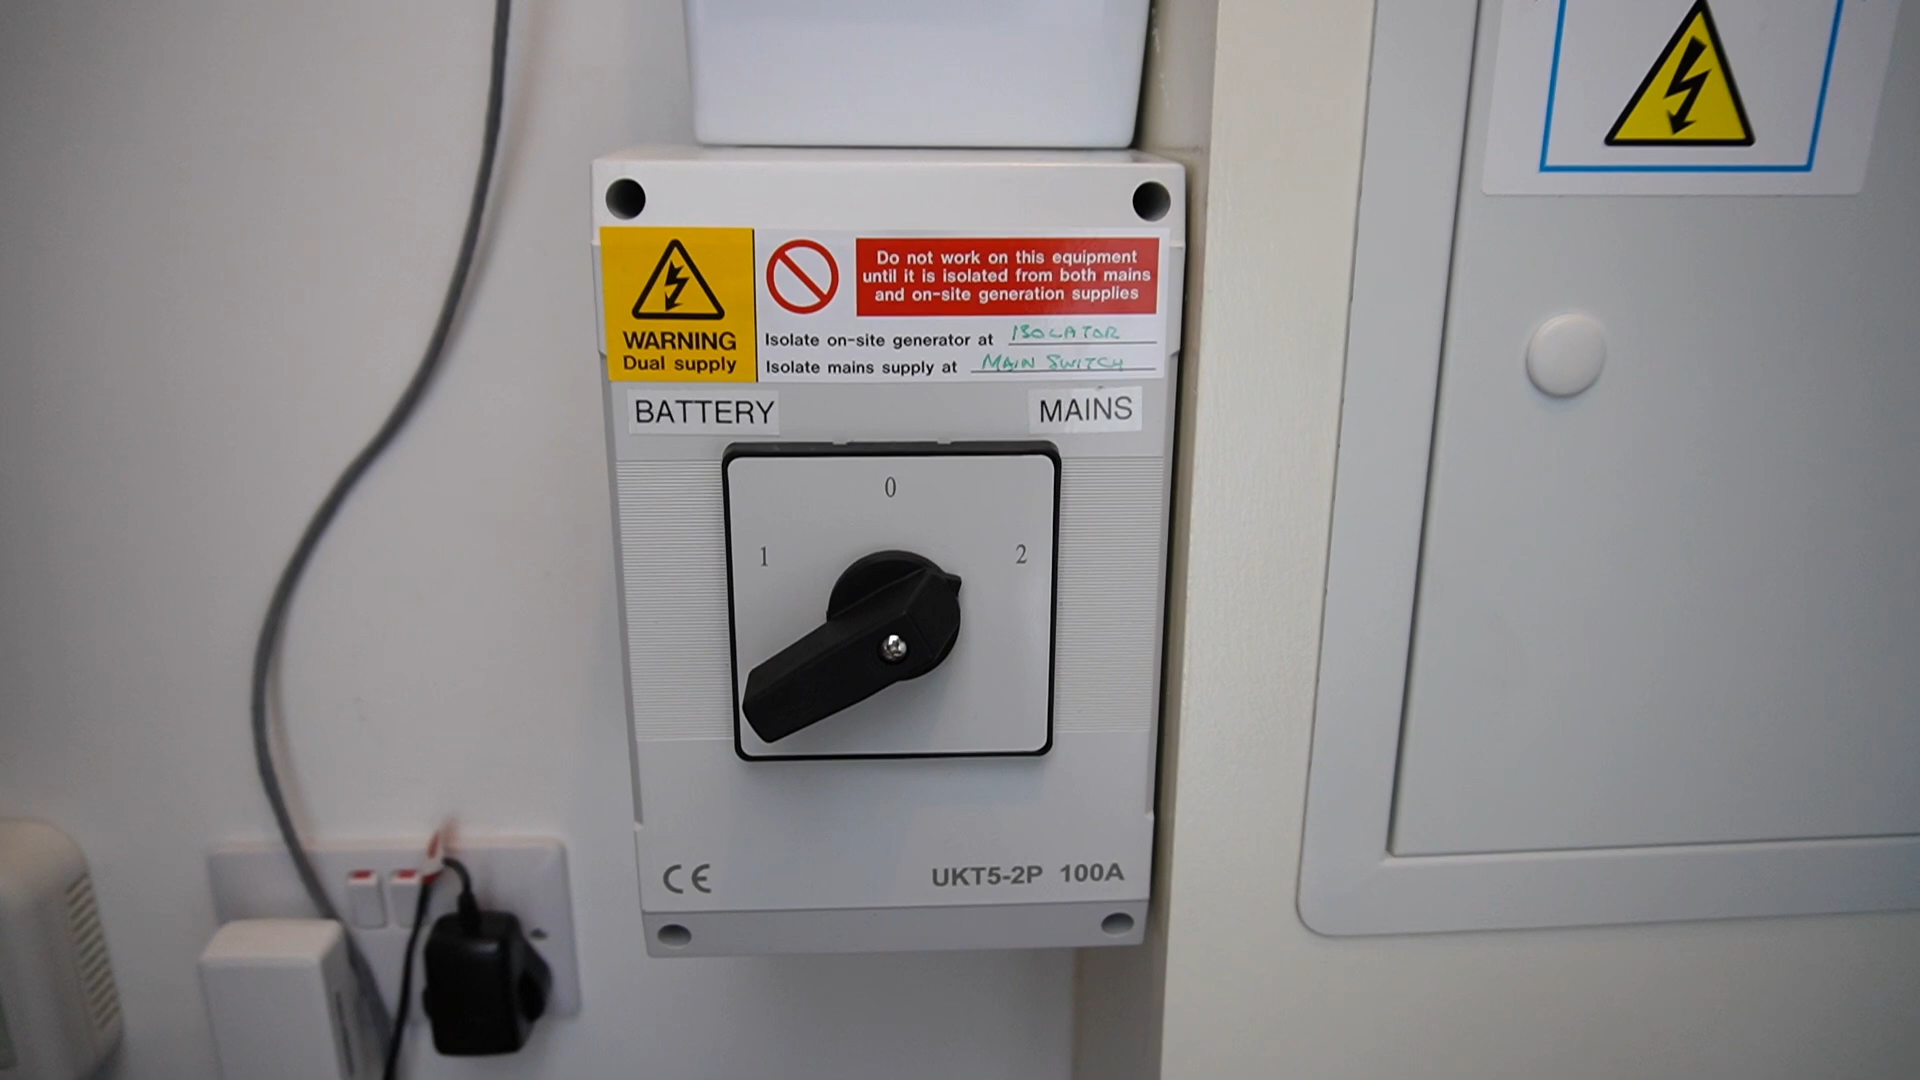 Do not work on this equipment
until it is isolated from both mains
and on-site generation supplies
WARNING
Dual supply
Isolate on-site generator at ISOLATOR
Isolate mains supply at MAIN SWITCH
BATTERY
MAINS
0
1
2
CE
UKT5-2P 100A